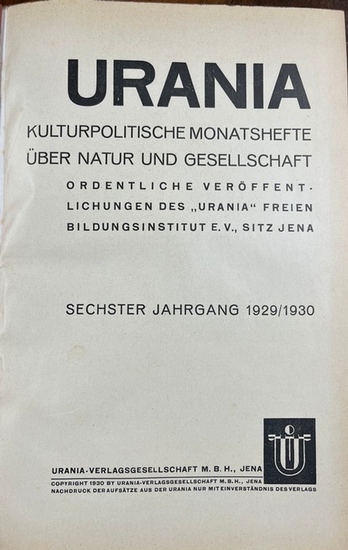 URANIA
KULTURPOLITISCHE MONATSHEFTE
ÜBER NATUR UND GESELLSCHAFT
ORDENTLICHE VERÖFFENT-
LICHUNGEN DES „URANIA" FREIEN
BILDUNGSINSTITUT E.V., SITZ JENA
SECHSTER JAHRGANG 1929/1930
URANIA-VERLAGSGESELLSCHAFT M. B. H., JENA
COPYRIGHT 1930 BY URANIA-VERLAGSGESELLSCHAFT M. B. H., JENA
NACHDRUCK DER AUFSÄTZE AUS DER URANIA NUR MIT EINVERSTÄNDNIS DES VERLAGS